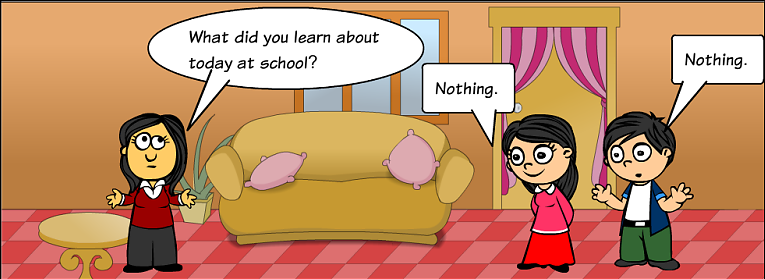 What did you learn about
today at school?
Nothing.
Nothing.